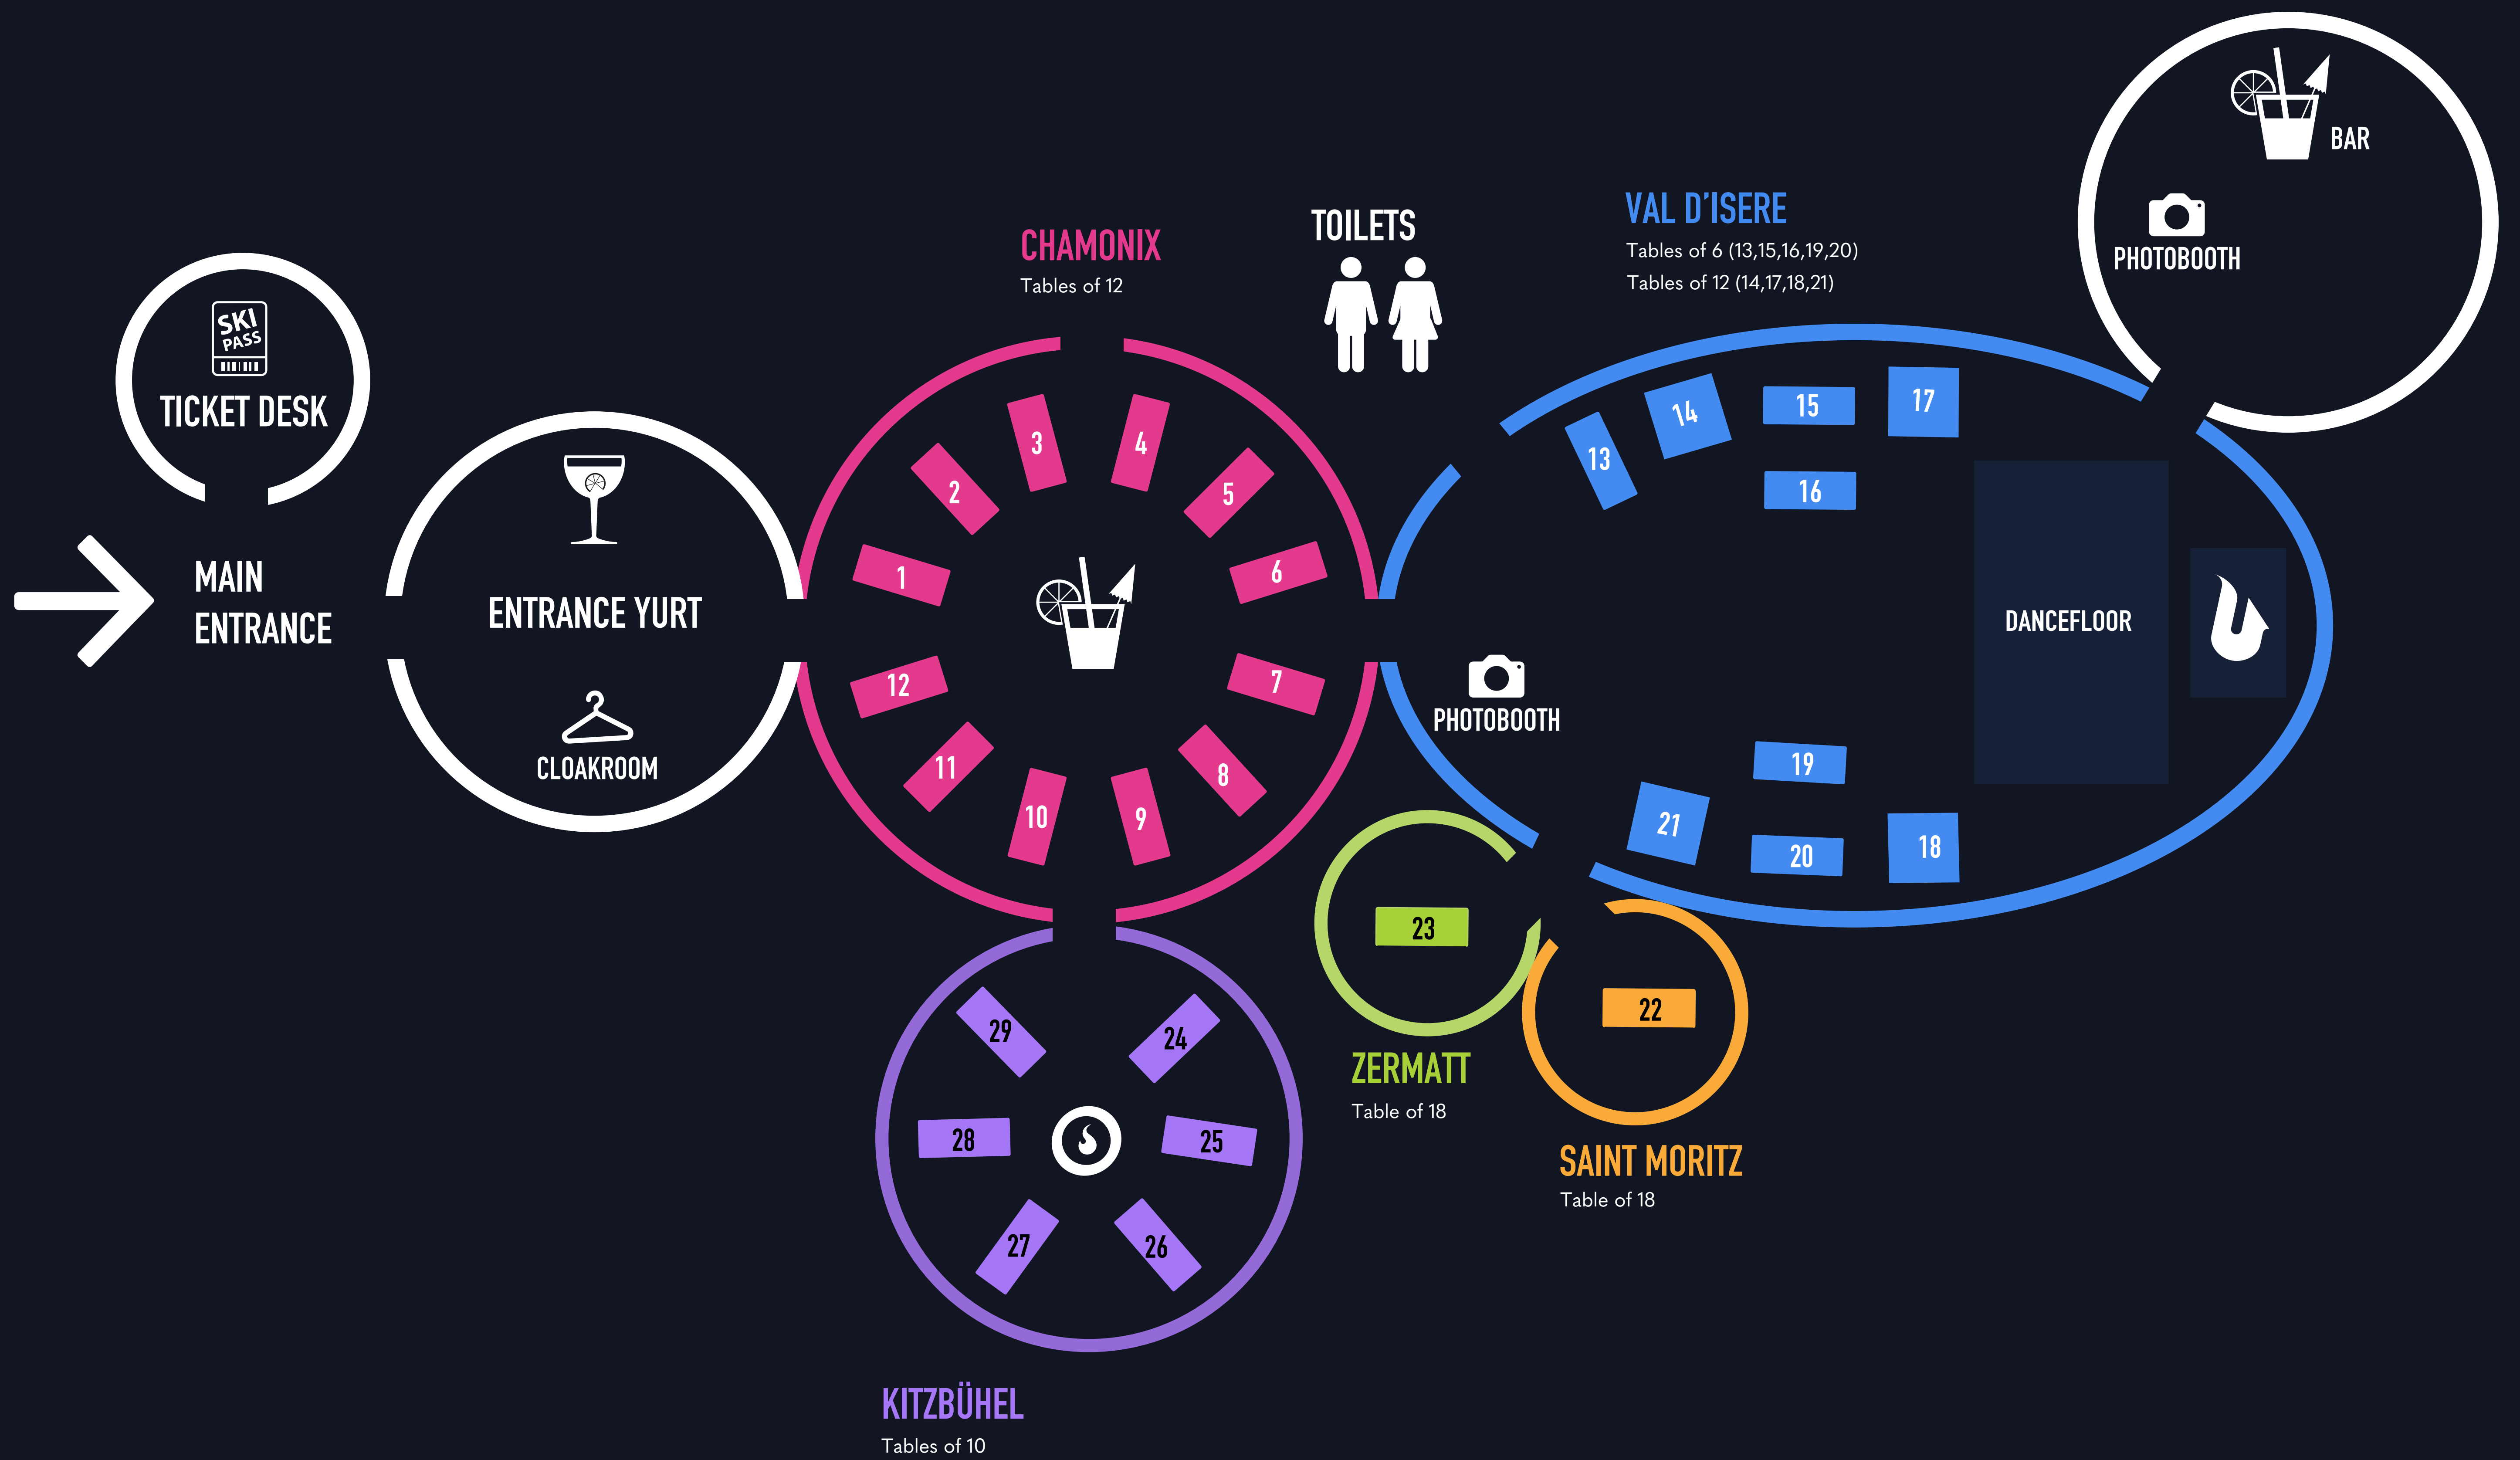 SKI
PASS
TICKET DESK
MAIN
ENTRANCE
ENTRANCE YURT
CLOAKROOM
CHAMONIX
Tables of 12
1
2
3
4
5
6
7
8
9
10
11
12
TOILETS
VAL D'ISERE
Tables of 6 (13,15,16,19,20)
Tables of 12 (14,17,18,21)
13
14
15
16
17
PHOTOBOOTH
DANCEFLOOR
19
20
21
18
BAR
PHOTOBOOTH
23
ZERMATT
Table of 18
22
SAINT MORITZ
Table of 18
29
24
28
25
27
26
KITZBÜHEL
Tables of 10